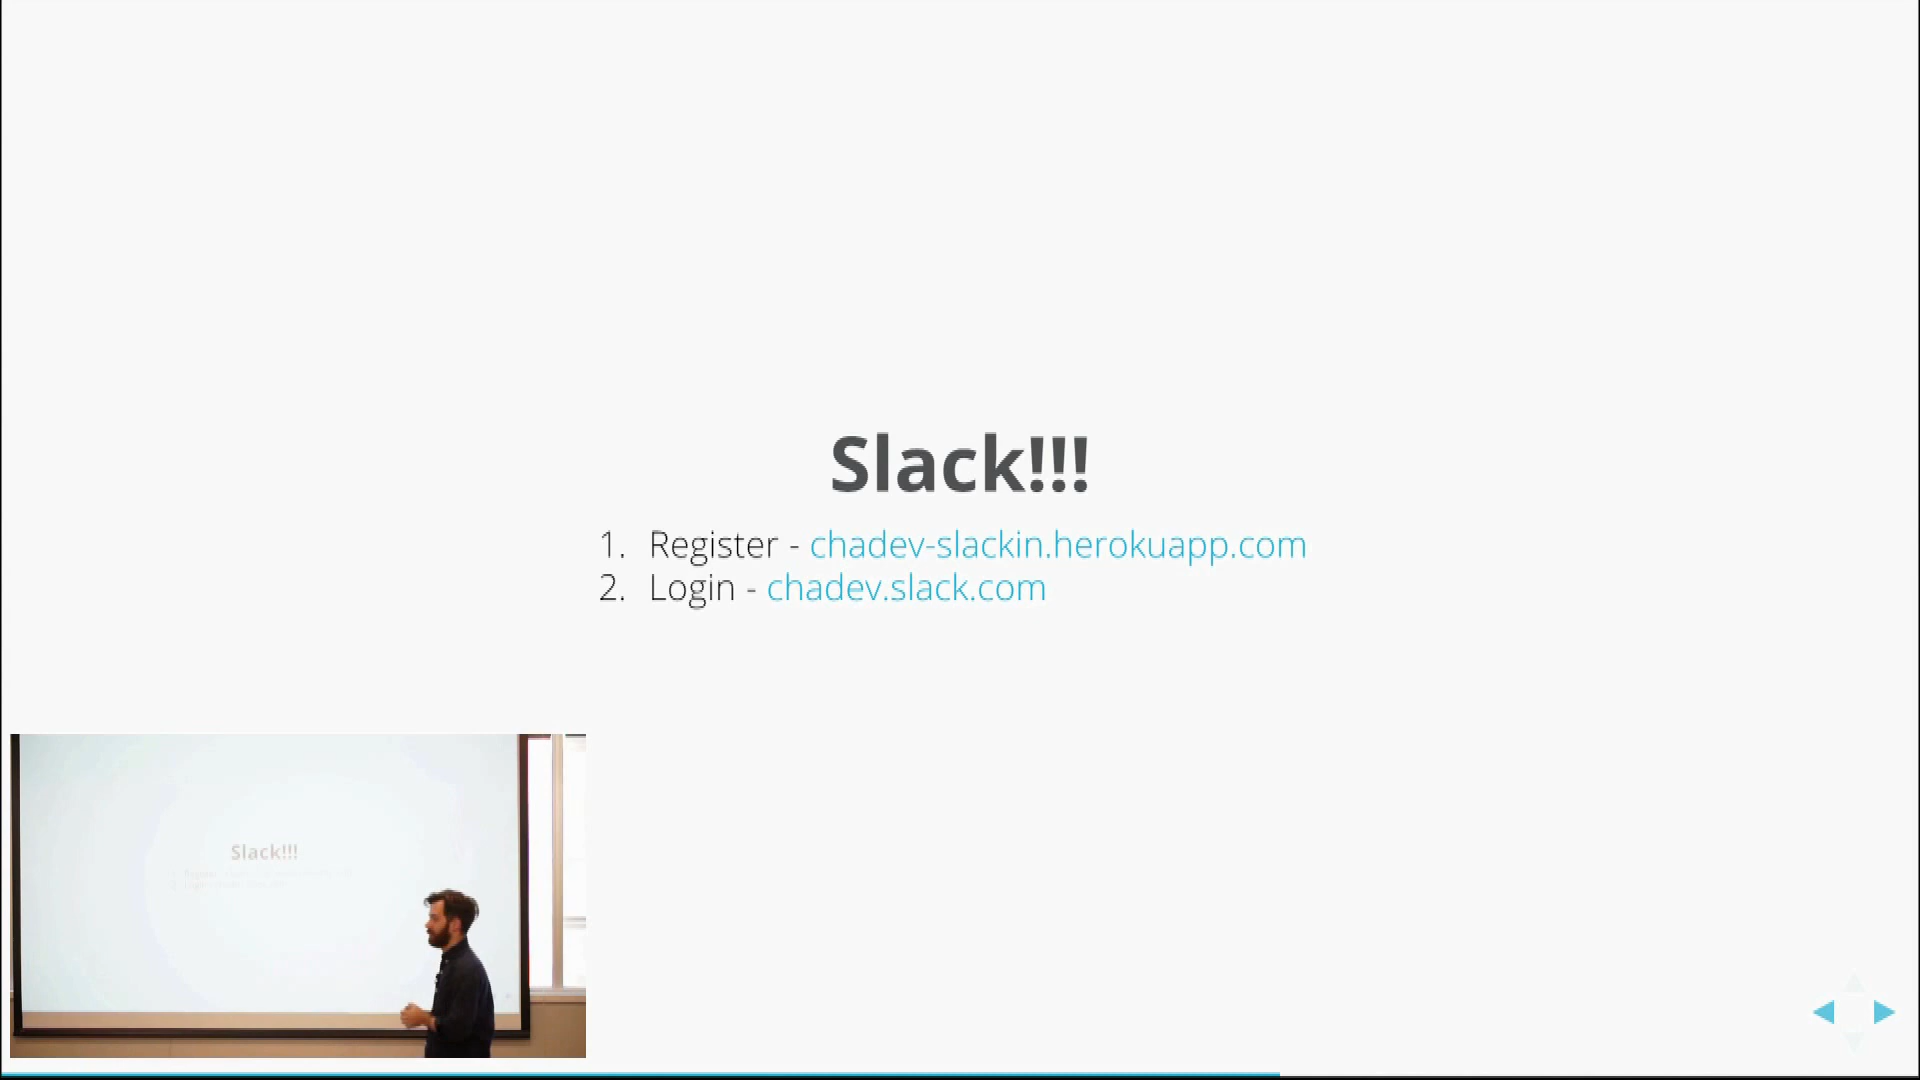 Slack!!!
1. Register - chadev-slackin.herokuapp.com
2. Login - chadev.slack.com
Slack!!!